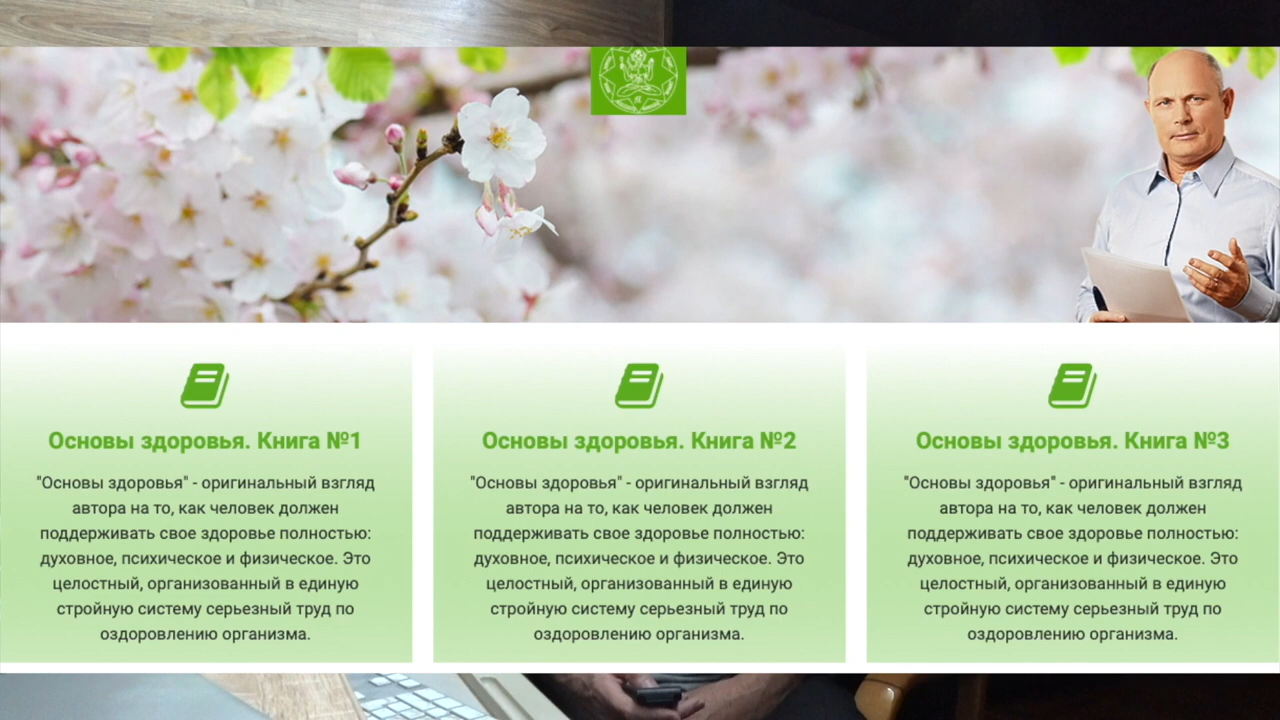 Основы здоровья. Книга №1
"Основы здоровья" - оригинальный взгляд
автора на то, как человек должен
поддерживать свое здоровье полностью:
духовное, психическое и физическое. Это
целостный, организованный в единую
стройную систему серьезный труд по
оздоровлению организма.
Основы здоровья. Книга №2
"Основы здоровья" - оригинальный взгляд
автора на то, как человек должен
поддерживать свое здоровье полностью:
духовное, психическое и физическое. Это
целостный, организованный в единую
стройную систему серьезный труд по
оздоровлению организма.
Основы здоровья. Книга №3
"Основы здоровья" - оригинальный взгляд
автора на то, как человек должен
поддерживать свое здоровье полностью:
духовное, психическое и физическое. Это
целостный, организованный в единую
стройную систему серьезный труд по
оздоровлению организма.